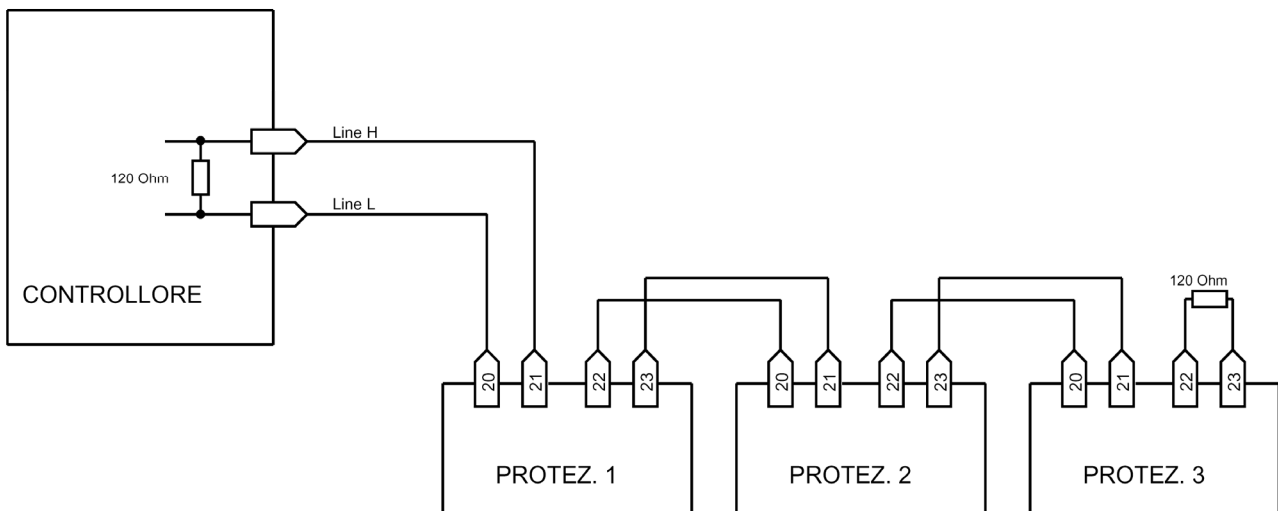 Line H
120 Ohm
Line L
CONTROLLORE
120 Ohm
20 21 22 23
20 21 22 23
20 21 22 23
PROTEZ. 1
PROTEZ. 2
PROTEZ. 3